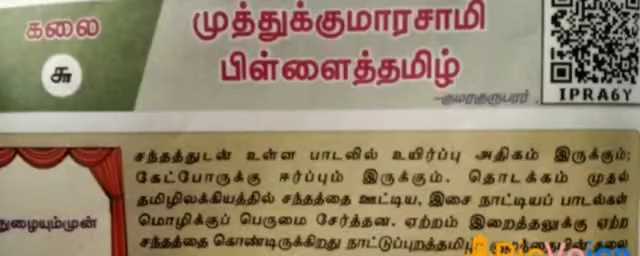 கலை
முத்துக்குமாரசாமி
௬
பிள்ளைத்தமிழ்
-குமரகுருபரர்
IPRA6Y
சந்தத்துடன் உள்ள பாடலில் உயிர்ப்பு அதிகம் இருக்கும்;
கேட்போருக்கு ஈர்ப்பும் இருக்கும். தொடக்கம் முதல்
தமிழிலக்கியத்தில் சந்தத்தை ஊட்டிய, இசை நாட்டியப் பாடல்கள்
நுழையும்முன்
மொழிக்குப் பெருமை சேர்த்தன. ஏற்றம் இறைத்தலுக்கு ஏற்ற
சந்தத்தை கொண்டிருக்கிறது